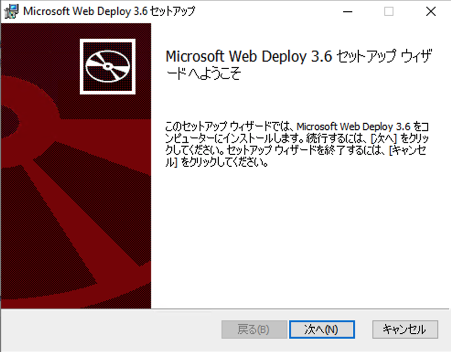 Microsoft Web Deploy 3.6 セットアップ
Microsoft Web Deploy 3.6 セットアップ ウィザ
ードへようこそ
このセットアップ ウィザードでは、Microsoft Web Deploy 3.6 をコ
ンピューターにインストールします。続行するには、[次へ] をクリッ
クしてください。セットアップ ウィザードを終了するには、[キャンセ
ル] をクリックしてください。
戻る(B)
次へ(N)
キャンセル